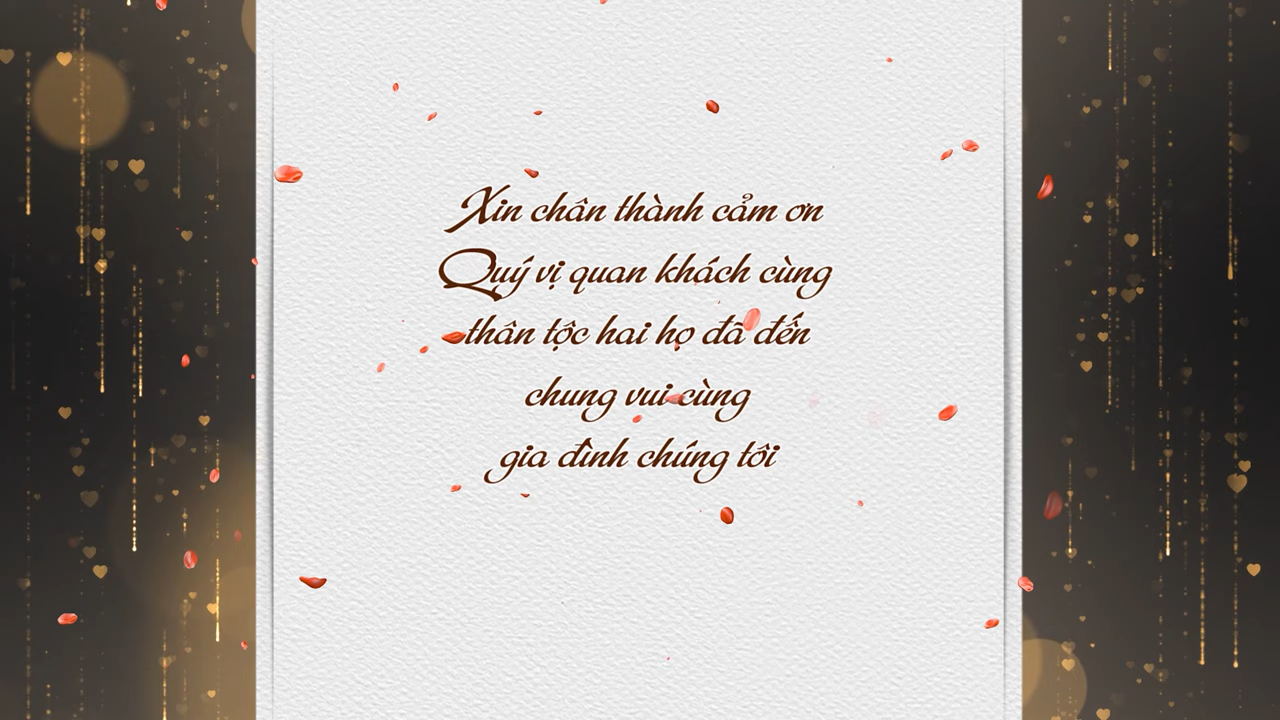 Xin chân thành cảm ơn
Quý vị quan khách cùng
thân tộc hai họ đã đến
chung vui cùng
gia đình chúng tôi